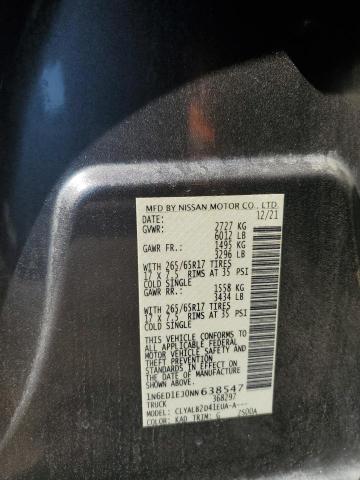 MFD BY NISSAN MOTOR CO., LTD.
DATE: 12/21
GVWR: 2727 KG
6012 LB
GAWR FR.: 1495 KG
3296 LB
WITH 265/65R17 TIRES
17 X 7.5 RIMS AT 35 PSI
COLD SINGLE
GAWR RR.: 1558 KG
3434 LB
WITH 265/65R17 TIRES
17 X 7.5 RIMS AT 35 PSI
COLD SINGLE
THIS VEHICLE CONFORMS TO ALL
APPLICABLE FEDERAL
MOTOR VEHICLE SAFETY STANDARDS
IN EFFECT ON THE DATE OF
MANUFACTURE SHOWN ABOVE.
1N6ED1EJ0NN638547
TRUCK 368297
MODEL: CLYALB2D41EUA-A----
COLOR: KAD TRIM: G